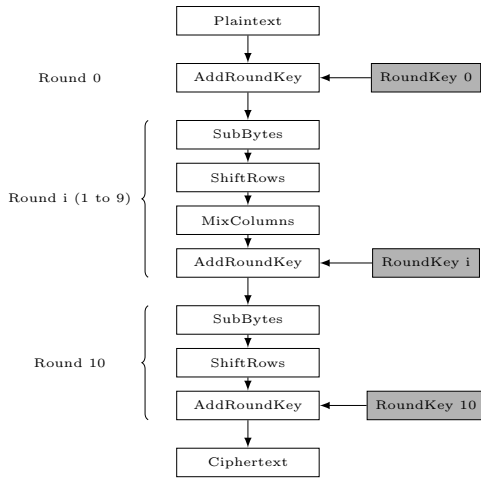 Plaintext
Round 0
AddRoundKey
RoundKey 0
SubBytes
ShiftRows
Round i (1 to 9)
MixColumns
AddRoundKey
RoundKey i
SubBytes
Round 10
ShiftRows
AddRoundKey
RoundKey 10
Ciphertext